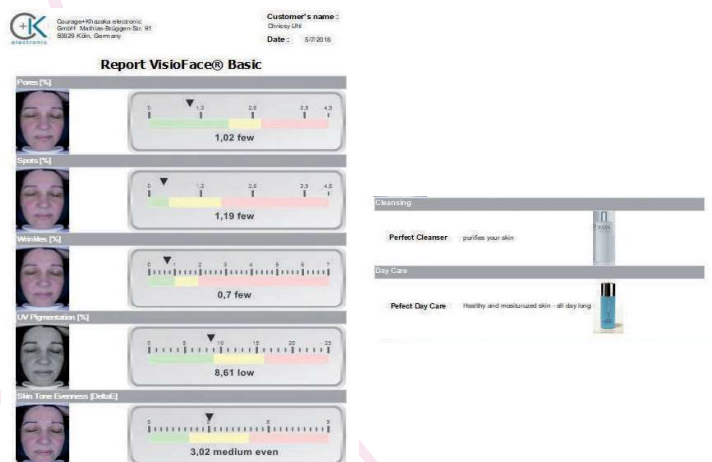 C+K
electronic
Courage+Khazaka electronic
GmbH Mathias-Brüggen-Str. 91
50829 Köln, Germany
Customer's name :
Chrissy Uhl
Date : 5/7/2016
Report VisioFace® Basic
Pores [%]
0 1,3 2,6 3,9 4,5
1,02 few
Spots [%]
0 1,3 2,6 3,9 4,5
1,19 few
Wrinkles [%]
0 1 2 3 4 5 6 7
0,7 few
UV Pigmentation [%]
0 5 10 15 20 25
8,61 low
Skin Tone Evenness [DeltaE]
3,02 medium even
Cleansing
Perfect Cleanser purifies your skin
Day Care
Pefect Day Care Healthy and moisturuzed skin - all day long